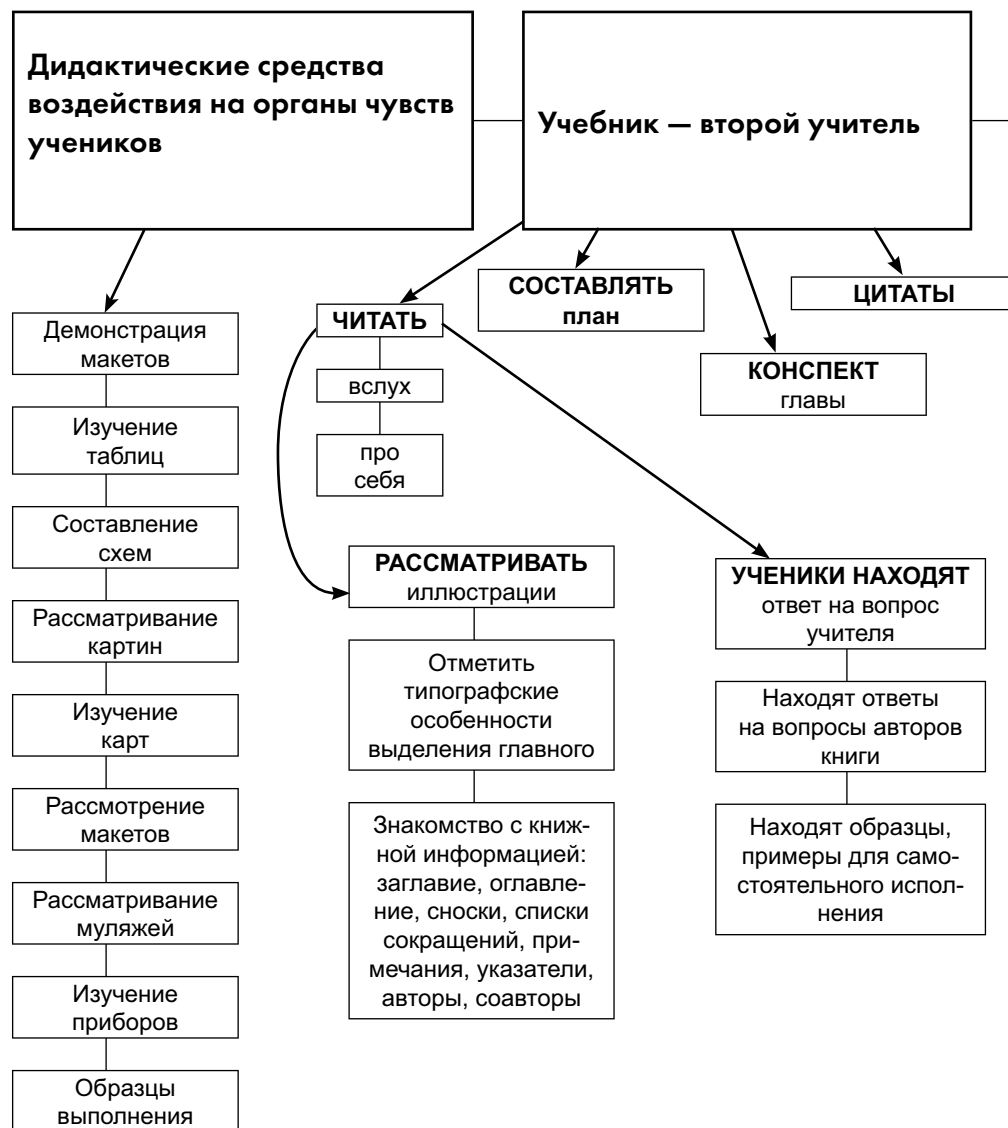 Дидактические средства
воздействия на органы чувств
учеников
Учебник — второй учитель
Демонстрация
макетов
Изучение
таблиц
Составление
схем
Рассматривание
картин
Изучение
карт
Рассмотрение
макетов
Рассматривание
муляжей
Изучение
приборов
Образцы
выполнения
ЧИТАТЬ
вслух
про
себя
СОСТАВЛЯТЬ
план
КОНСПЕКТ
главы
ЦИТАТЫ
РАССМАТРИВАТЬ
иллюстрации
Отметить
типографские
особенности
выделения главного
Знакомство с книж-
ной информацией:
заглавие, оглавле-
ние, сноски, списки
сокращений, при-
мечания, указатели,
авторы, соавторы
УЧЕНИКИ НАХОДЯТ
ответ на вопрос
учителя
Находят ответы
на вопросы авторов
книги
Находят образцы,
примеры для само-
стоятельного испол-
нения